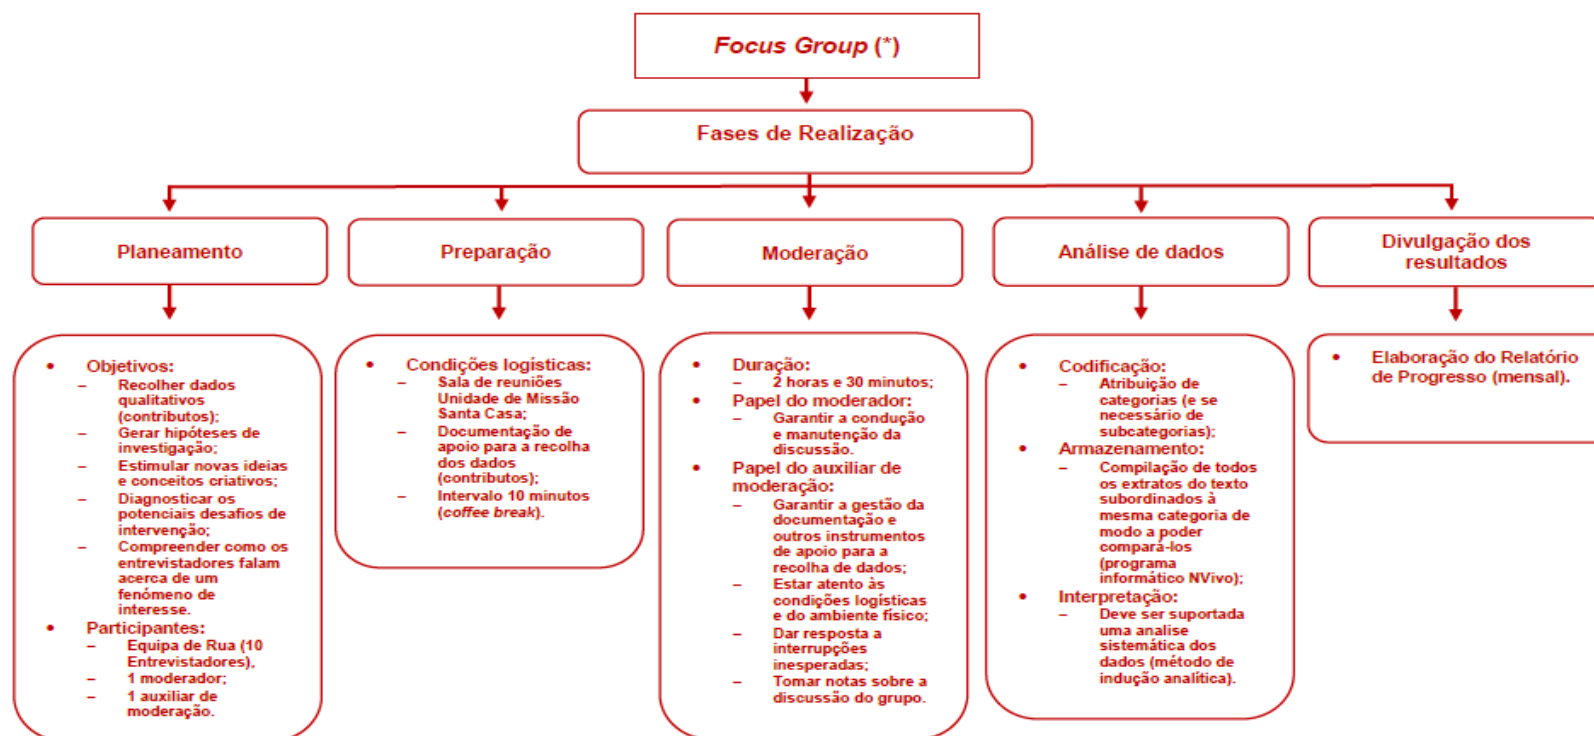 Focus Group (*)
Fases de Realização
Planeamento
Preparação
Moderação
Análise de dados
Divulgação dos
resultados
• Objetivos:
– Recolher dados
qualitativos
(contributos);
– Gerar hipóteses de
investigação;
– Estimular novas ideias
e conceitos criativos;
– Diagnosticar os
potenciais desafios de
intervenção;
– Compreender como os
entrevistadores falam
acerca de um
fenómeno de
interesse.
• Participantes:
– Equipa de Rua (10
Entrevistadores),
– 1 moderador;
– 1 auxiliar de
moderação.
• Condições logísticas:
– Sala de reuniões
Unidade de Missão
Santa Casa;
– Documentação de
apoio para a recolha
dos dados
(contributos);
– Intervalo 10 minutos
(coffee break).
• Duração:
– 2 horas e 30 minutos;
• Papel do moderador:
– Garantir a condução
e manutenção da
discussão.
• Papel do auxiliar de
moderação:
– Garantir a gestão da
documentação e
outros instrumentos
de apoio para a
recolha de dados;
– Estar atento às
condições logísticas
e do ambiente físico;
– Dar resposta a
interrupções
inesperadas;
– Tomar notas sobre a
discussão do grupo.
• Codificação:
– Atribuição de
categorias (e se
necessário de
subcategorias);
• Armazenamento:
– Compilação de todos
os extratos do texto
subordinados à
mesma categoria de
modo a poder
compará-los
(programa
informático NVivo);
• Interpretação:
– Deve ser suportada
uma analise
sistemática dos
dados (método de
indução analítica).
• Elaboração do Relatório
de Progresso (mensal).